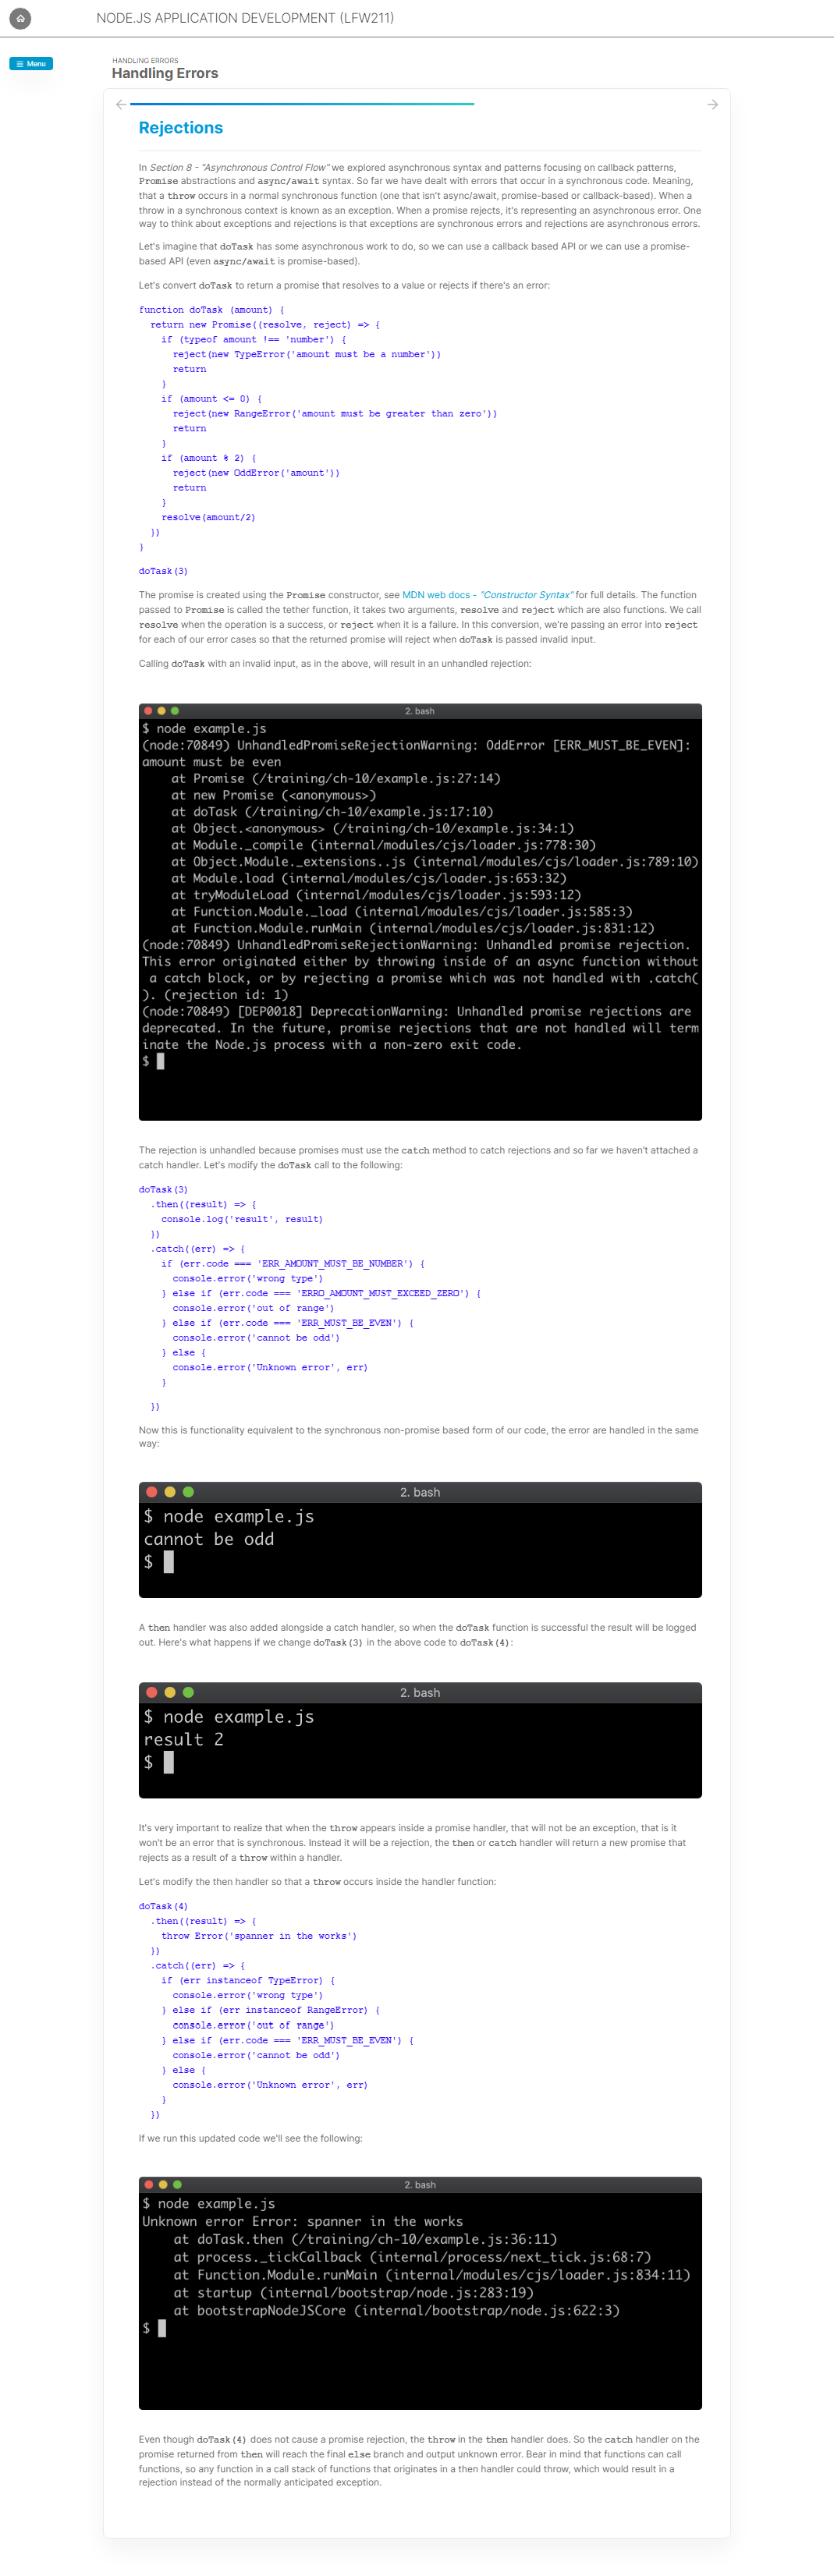 NODE.JS APPLICATION DEVELOPMENT (LFW211)
Menu
HANDLING ERRORS
Handling Errors
Rejections
In Section 8 - "Asynchronous Control Flow" we explored asynchronous syntax and patterns focusing on callback patterns,
Promise abstractions and async/await syntax. So far we have dealt with errors that occur in a synchronous code. Meaning,
that a throw occurs in a normal synchronous function (one that isn't async/await, promise-based or callback-based). When a
throw in a synchronous context is known as an exception. When a promise rejects, it's representing an asynchronous error. One
way to think about exceptions and rejections is that exceptions are synchronous errors and rejections are asynchronous errors.
Let's imagine that doTask has some asynchronous work to do, so we can use a callback based API or we can use a promise-
based API (even async/await is promise-based).
Let's convert doTask to return a promise that resolves to a value or rejects if there's an error:
function doTask (amount) {
return new Promise((resolve, reject) => {
if (typeof amount !== 'number') {
reject(new TypeError('amount must be a number'))
return
}
if (amount <= 0) {
reject(new RangeError('amount must be greater than zero'))
return
}
if (amount % 2) {
reject(new OddError('amount'))
return
}
resolve(amount/2)
})
}
doTask(3)
The promise is created using the Promise constructor, see MDN web docs - "Constructor Syntax" for full details. The function
passed to Promise is called the tether function, it takes two arguments, resolve and reject which are also functions. We call
resolve when the operation is a success, or reject when it is a failure. In this conversion, we're passing an error into reject
for each of our error cases so that the returned promise will reject when doTask is passed invalid input.
Calling doTask with an invalid input, as in the above, will result in an unhandled rejection:
2. bash
$ node example.js
(node:70849) UnhandledPromiseRejectionWarning: OddError [ERR_MUST_BE_EVEN]:
amount must be even
at Promise (/training/ch-10/example.js:27:14)
at new Promise (<anonymous>)
at doTask (/training/ch-10/example.js:17:10)
at Object.<anonymous> (/training/ch-10/example.js:34:1)
at Module._compile (internal/modules/cjs/loader.js:778:30)
at Object.Module._extensions..js (internal/modules/cjs/loader.js:789:10)
at Module.load (internal/modules/cjs/loader.js:653:32)
at tryModuleLoad (internal/modules/cjs/loader.js:593:12)
at Function.Module._load (internal/modules/cjs/loader.js:585:3)
at Function.Module.runMain (internal/modules/cjs/loader.js:831:12)
(node:70849) UnhandledPromiseRejectionWarning: Unhandled promise rejection.
This error originated either by throwing inside of an async function without
a catch block, or by rejecting a promise which was not handled with .catch(
). (rejection id: 1)
(node:70849) [DEP0018] DeprecationWarning: Unhandled promise rejections are
deprecated. In the future, promise rejections that are not handled will term
inate the Node.js process with a non-zero exit code.
$
The rejection is unhandled because promises must use the catch method to catch rejections and so far we haven't attached a
catch handler. Let's modify the doTask call to the following:
doTask(3)
.then((result) => {
console.log('result', result)
})
.catch((err) => {
if (err.code === 'ERR_AMOUNT_MUST_BE_NUMBER') {
console.error('wrong type')
} else if (err.code === 'ERRO_AMOUNT_MUST_EXCEED_ZERO') {
console.error('out of range')
} else if (err.code === 'ERR_MUST_BE_EVEN') {
console.error('cannot be odd')
} else {
console.error('Unknown error', err)
}
})
Now this is functionality equivalent to the synchronous non-promise based form of our code, the error are handled in the same
way:
2. bash
$ node example.js
cannot be odd
$
A then handler was also added alongside a catch handler, so when the doTask function is successful the result will be logged
out. Here's what happens if we change doTask(3) in the above code to doTask(4):
2. bash
$ node example.js
result 2
$
It's very important to realize that when the throw appears inside a promise handler, that will not be an exception, that is it
won't be an error that is synchronous. Instead it will be a rejection, the then or catch handler will return a new promise that
rejects as a result of a throw within a handler.
Let's modify the then handler so that a throw occurs inside the handler function:
doTask(4)
.then((result) => {
throw Error('spanner in the works')
})
.catch((err) => {
if (err instanceof TypeError) {
console.error('wrong type')
} else if (err instanceof RangeError) {
console.error('out of range')
} else if (err.code === 'ERR_MUST_BE_EVEN') {
console.error('cannot be odd')
} else {
console.error('Unknown error', err)
}
})
If we run this updated code we'll see the following:
2. bash
$ node example.js
Unknown error Error: spanner in the works
at doTask.then (/training/ch-10/example.js:36:11)
at process._tickCallback (internal/process/next_tick.js:68:7)
at Function.Module.runMain (internal/modules/cjs/loader.js:834:11)
at startup (internal/bootstrap/node.js:283:19)
at bootstrapNodeJSCore (internal/bootstrap/node.js:622:3)
$
Even though doTask(4) does not cause a promise rejection, the throw in the then handler does. So the catch handler on the
promise returned from then will reach the final else branch and output unknown error. Bear in mind that functions can call
functions, so any function in a call stack of functions that originates in a then handler could throw, which would result in a
rejection instead of the normally anticipated exception.